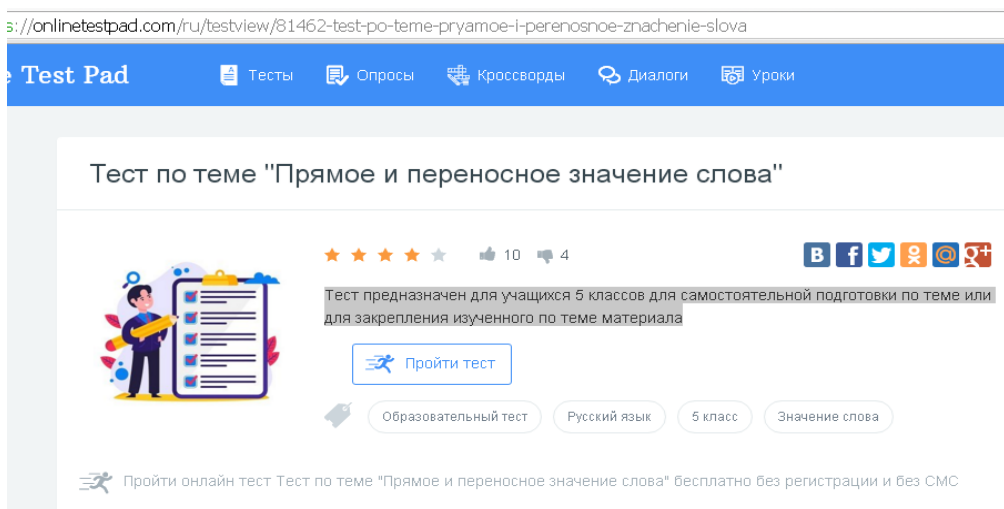 s://onlinetestpad.com/ru/testview/81462-test-po-teme-pryamoe-i-perenosnoe-znachenie-slova
e Test Pad Тесты Опросы Кроссворды Диалоги Уроки
Тест по теме "Прямое и переносное значение слова"
10 4
Тест предназначен для учащихся 5 классов для самостоятельной подготовки по теме или
для закрепления изученного по теме материала
Пройти тест
Образовательный тест Русский язык 5 класс Значение слова
Пройти онлайн тест Тест по теме "Прямое и переносное значение слова" бесплатно без регистрации и без СМС